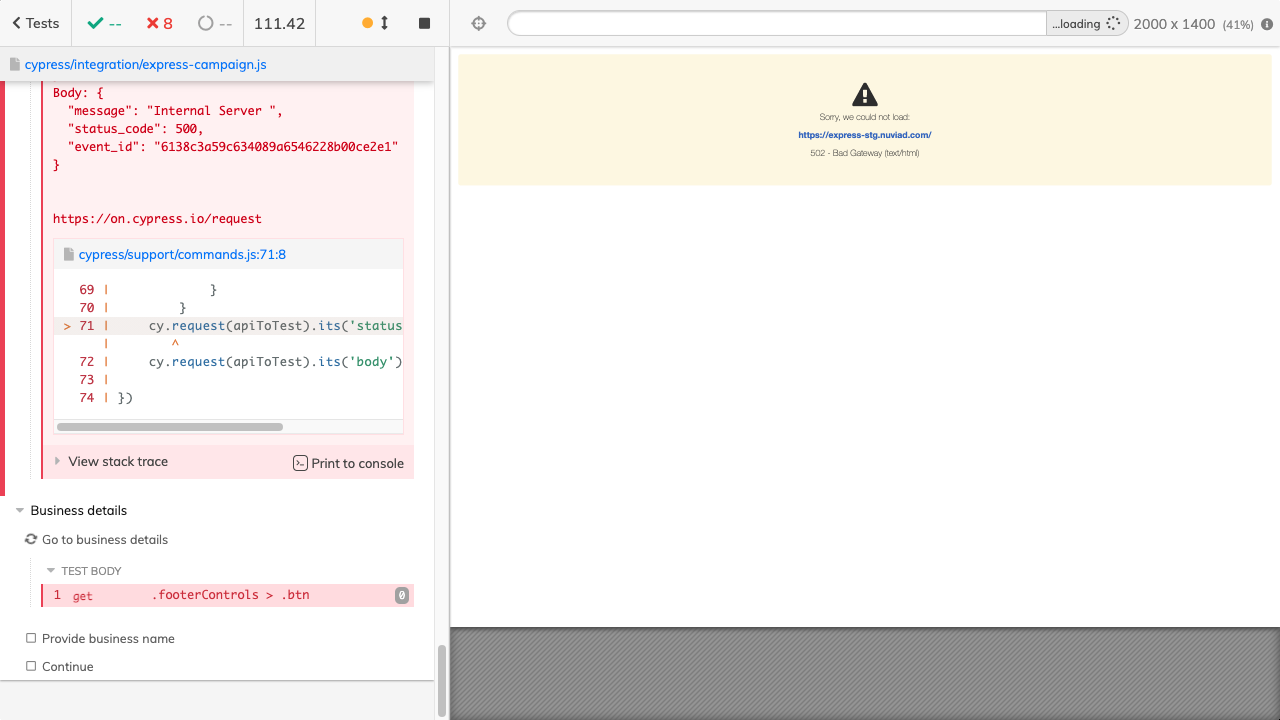 Tests
--
8
--
111.42
...loading
2000 x 1400 (41%)
cypress/integration/express-campaign.js
Body: {
"message": "Internal Server ",
"status_code": 500,
"event_id": "6138c3a59c634089a6546228b00ce2e1"
}
https://on.cypress.io/request
cypress/support/commands.js:71:8
69 | }
70 | }
> 71 | cy.request(apiToTest).its('status
| ^
72 | cy.request(apiToTest).its('body')
73 |
74 | })
View stack trace
Print to console
Business details
Go to business details
TEST BODY
1 get .footerControls > .btn 0
Provide business name
Continue
Sorry, we could not load:
https://express-stg.nuviad.com/
502 - Bad Gateway (text/html)